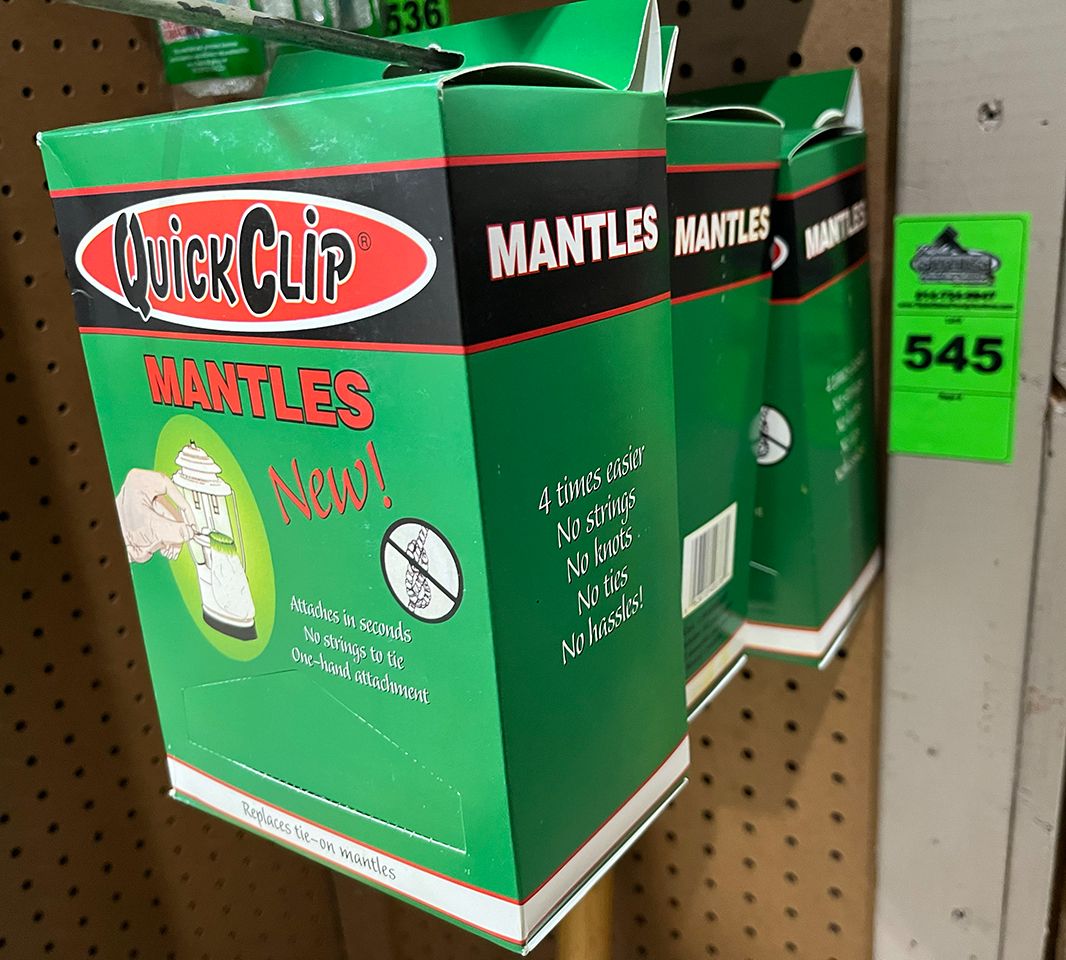 536
QuickClip®
MANTLES
New!
Attaches in seconds
No strings to tie
One-hand attachment
Replaces tie-on mantles
MANTLES
4 times easier
No strings
No knots
No ties
No hassles!
MANTLES
MANTLES
545